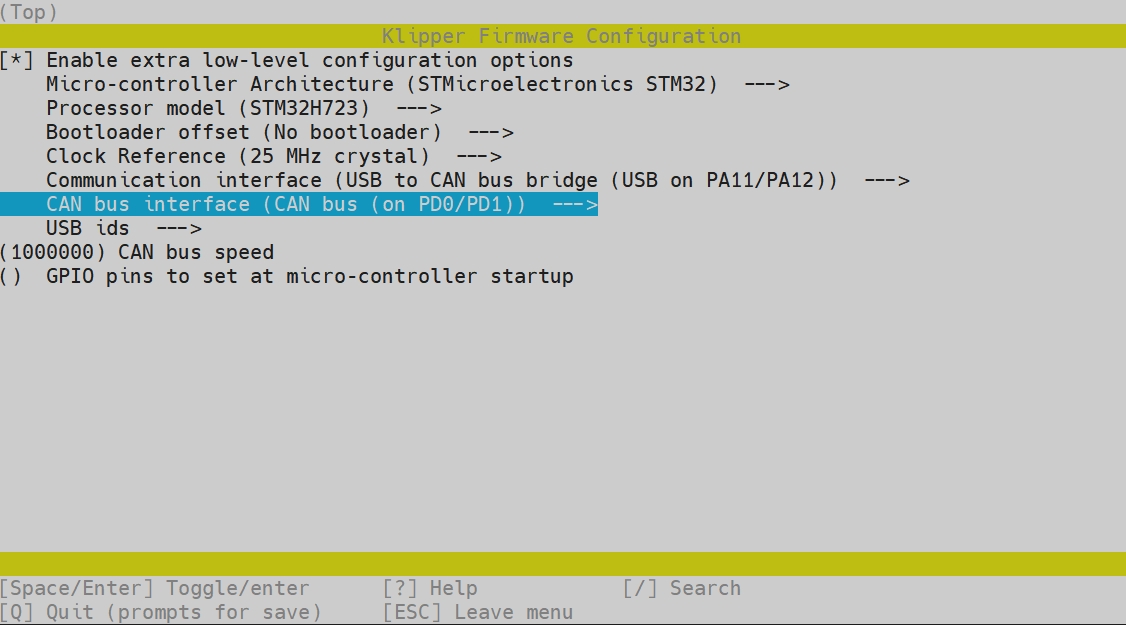 (Top)
Klipper Firmware Configuration
[*] Enable extra low-level configuration options
Micro-controller Architecture (STMicroelectronics STM32)  --->
Processor model (STM32H723)  --->
Bootloader offset (No bootloader)  --->
Clock Reference (25 MHz crystal)  --->
Communication interface (USB to CAN bus bridge (USB on PA11/PA12))  --->
CAN bus interface (CAN bus (on PD0/PD1))  --->
USB ids  --->
(1000000) CAN bus speed
()  GPIO pins to set at micro-controller startup
[Space/Enter] Toggle/enter      [?] Help            [/] Search
[Q] Quit (prompts for save)     [ESC] Leave menu